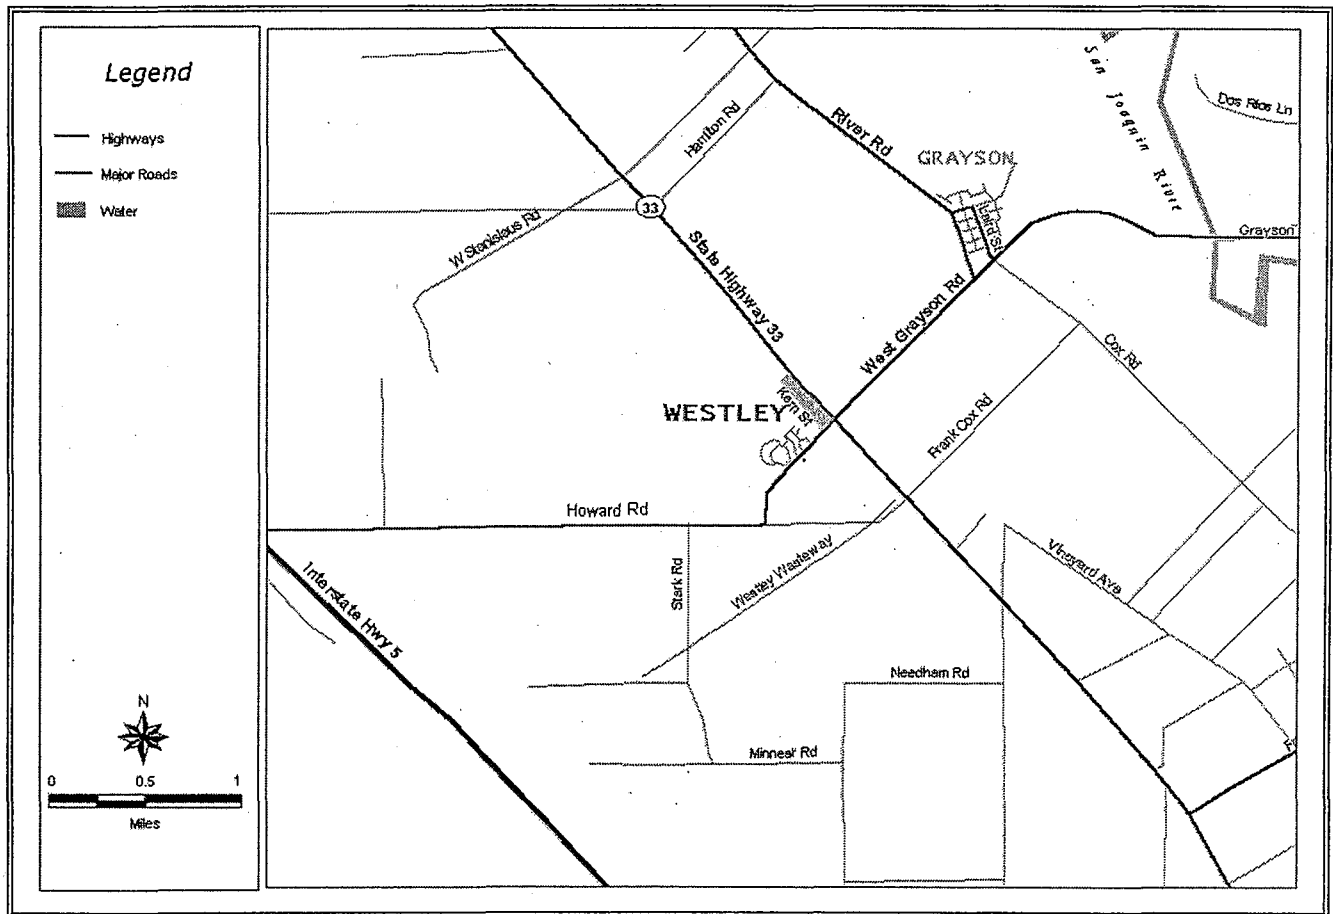 Legend
Highways
Major Roads
Water
N
0 0.5 1
Miles
San Joaquin River
Dos Rios Ln
River Rd
Hamilton Rd
GRAYSON
33
W Stanislaus Rd
Laird St
Grayson
State Highway 33
West Grayson Rd
Cox Rd
Kern St
WESTLEY
Frank Cox Rd
Howard Rd
Vineyard Ave
Stark Rd
Westley Wasteway
Interstate Hwy 5
Needham Rd
Minnear Rd